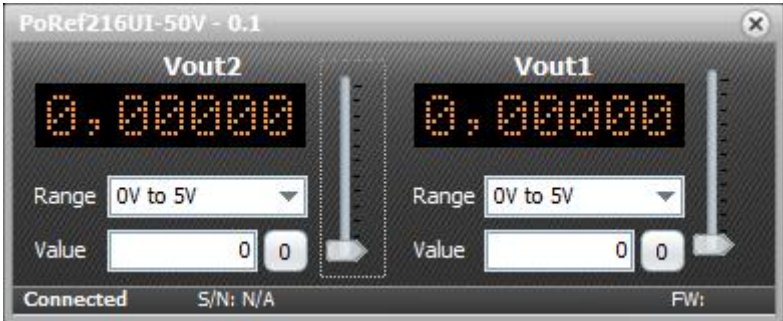 PoRef216UI-50V - 0.1
Vout2 Vout1
0,00000 0,00000
Range 0V to 5V Range 0V to 5V
Value 0 0 Value 0 0
Connected S/N: N/A FW: